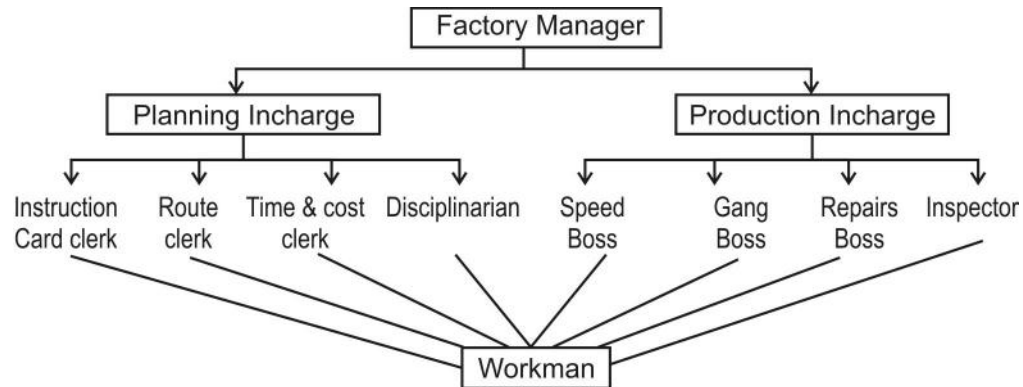 Factory Manager
Planning Incharge
Production Incharge
Instruction
Card clerk
Route
clerk
Time & cost
clerk
Disciplinarian
Speed
Boss
Gang
Boss
Repairs
Boss
Inspector
Workman